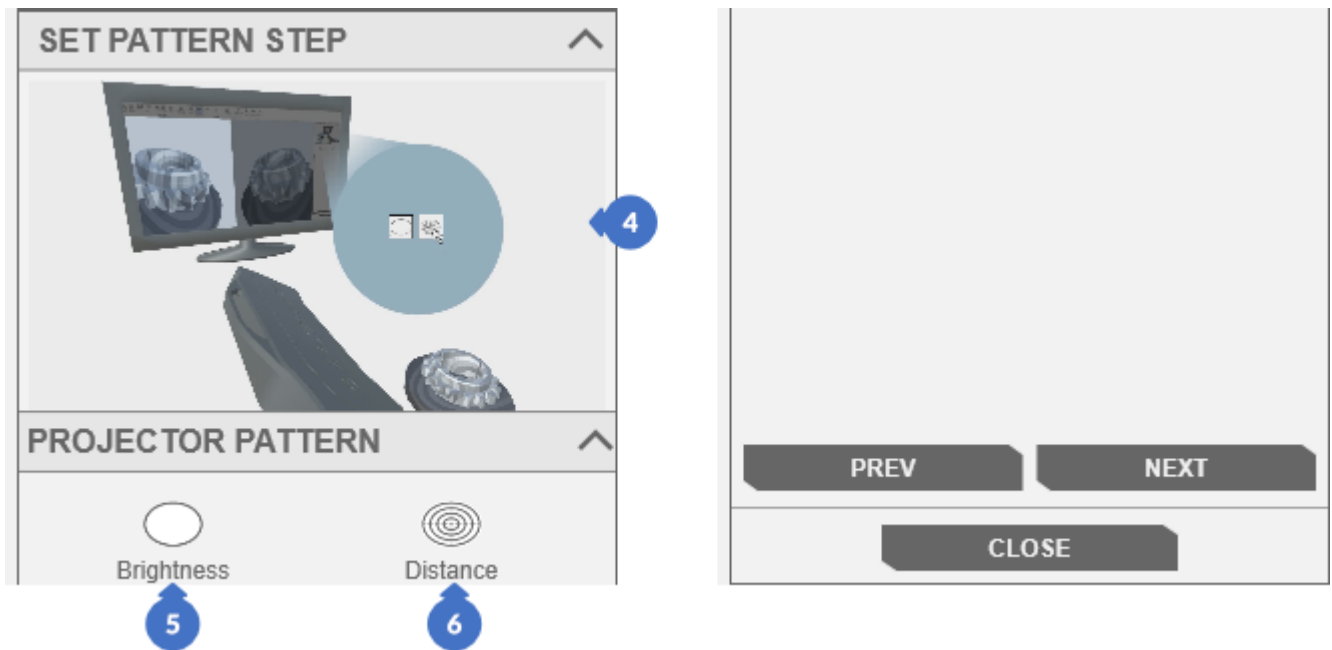 SET PATTERN STEP
4
PROJECTOR PATTERN
Brightness
Distance
5
6
PREV
NEXT
CLOSE